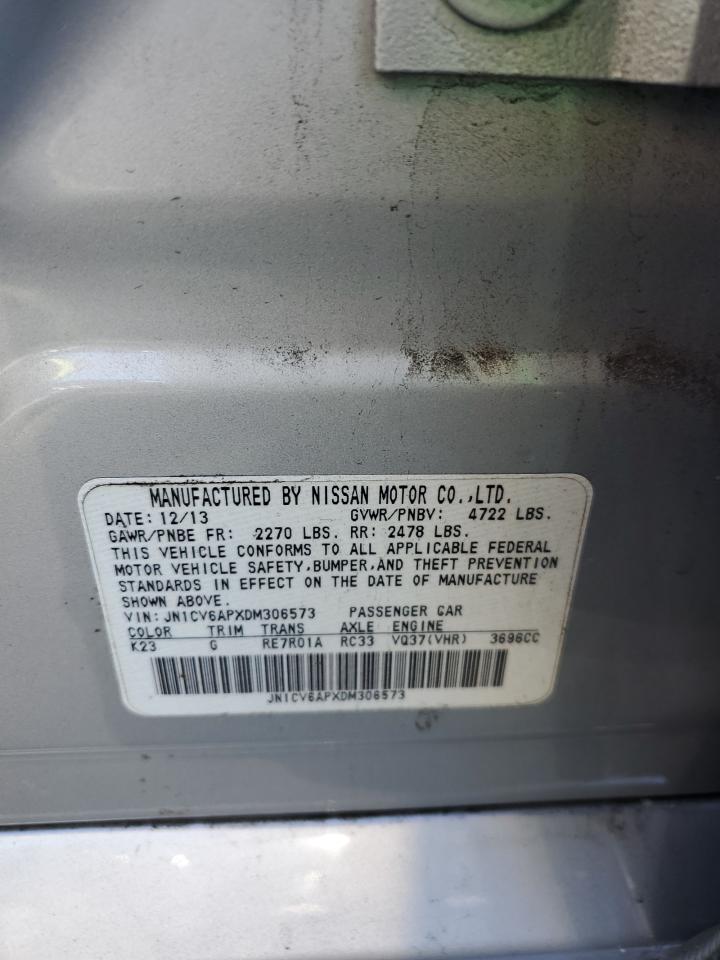 MANUFACTURED BY NISSAN MOTOR CO.,LTD.
DATE: 12/13 GVWR/PNBV: 4722 LBS.
GAWR/PNBE FR: 2270 LBS. RR: 2478 LBS.
THIS VEHICLE CONFORMS TO ALL APPLICABLE FEDERAL
MOTOR VEHICLE SAFETY,BUMPER,AND THEFT PREVENTION
STANDARDS IN EFFECT ON THE DATE OF MANUFACTURE
SHOWN ABOVE.
VIN: JN1CV6APXDM306573 PASSENGER CAR
COLOR TRIM TRANS AXLE ENGINE
K23 G RE7R01A RC33 VQ37(VHR) 3696CC
JN1CV6APXDM306573